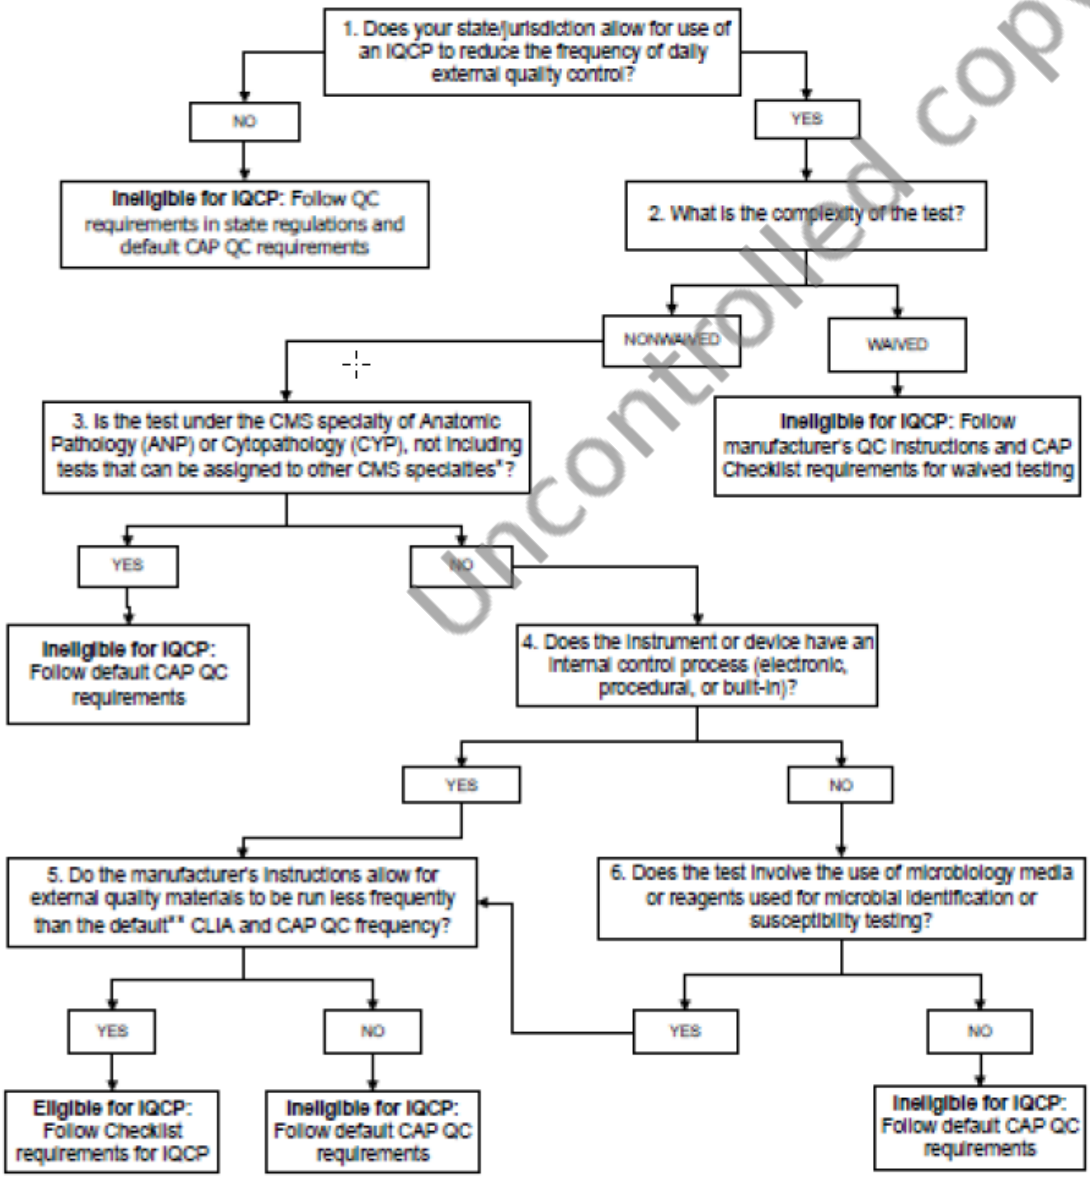 1. Does your state/jurisdiction allow for use of
an IQCP to reduce the frequency of daily
external quality control?
NO
YES
Ineligible for IQCP: Follow QC
requirements in state regulations and
default CAP QC requirements
2. What is the complexity of the test?
NONWAIVED
WAIVED
3. Is the test under the CMS specialty of Anatomic
Pathology (ANP) or Cytopathology (CYP), not including
tests that can be assigned to other CMS specialties*?
Ineligible for IQCP: Follow
manufacturer's QC instructions and CAP
Checklist requirements for waived testing
YES
NO
Ineligible for IQCP:
Follow default CAP QC
requirements
4. Does the instrument or device have an
internal control process (electronic,
procedural, or built-in)?
YES
NO
5. Do the manufacturer's instructions allow for
external quality materials to be run less frequently
than the default** CLIA and CAP QC frequency?
6. Does the test involve the use of microbiology media
or reagents used for microbial identification or
susceptibility testing?
YES
NO
YES
NO
Eligible for IQCP:
Follow Checklist
requirements for IQCP
Ineligible for IQCP:
Follow default CAP QC
requirements
Ineligible for IQCP:
Follow default CAP QC
requirements
Uncontrolled copy